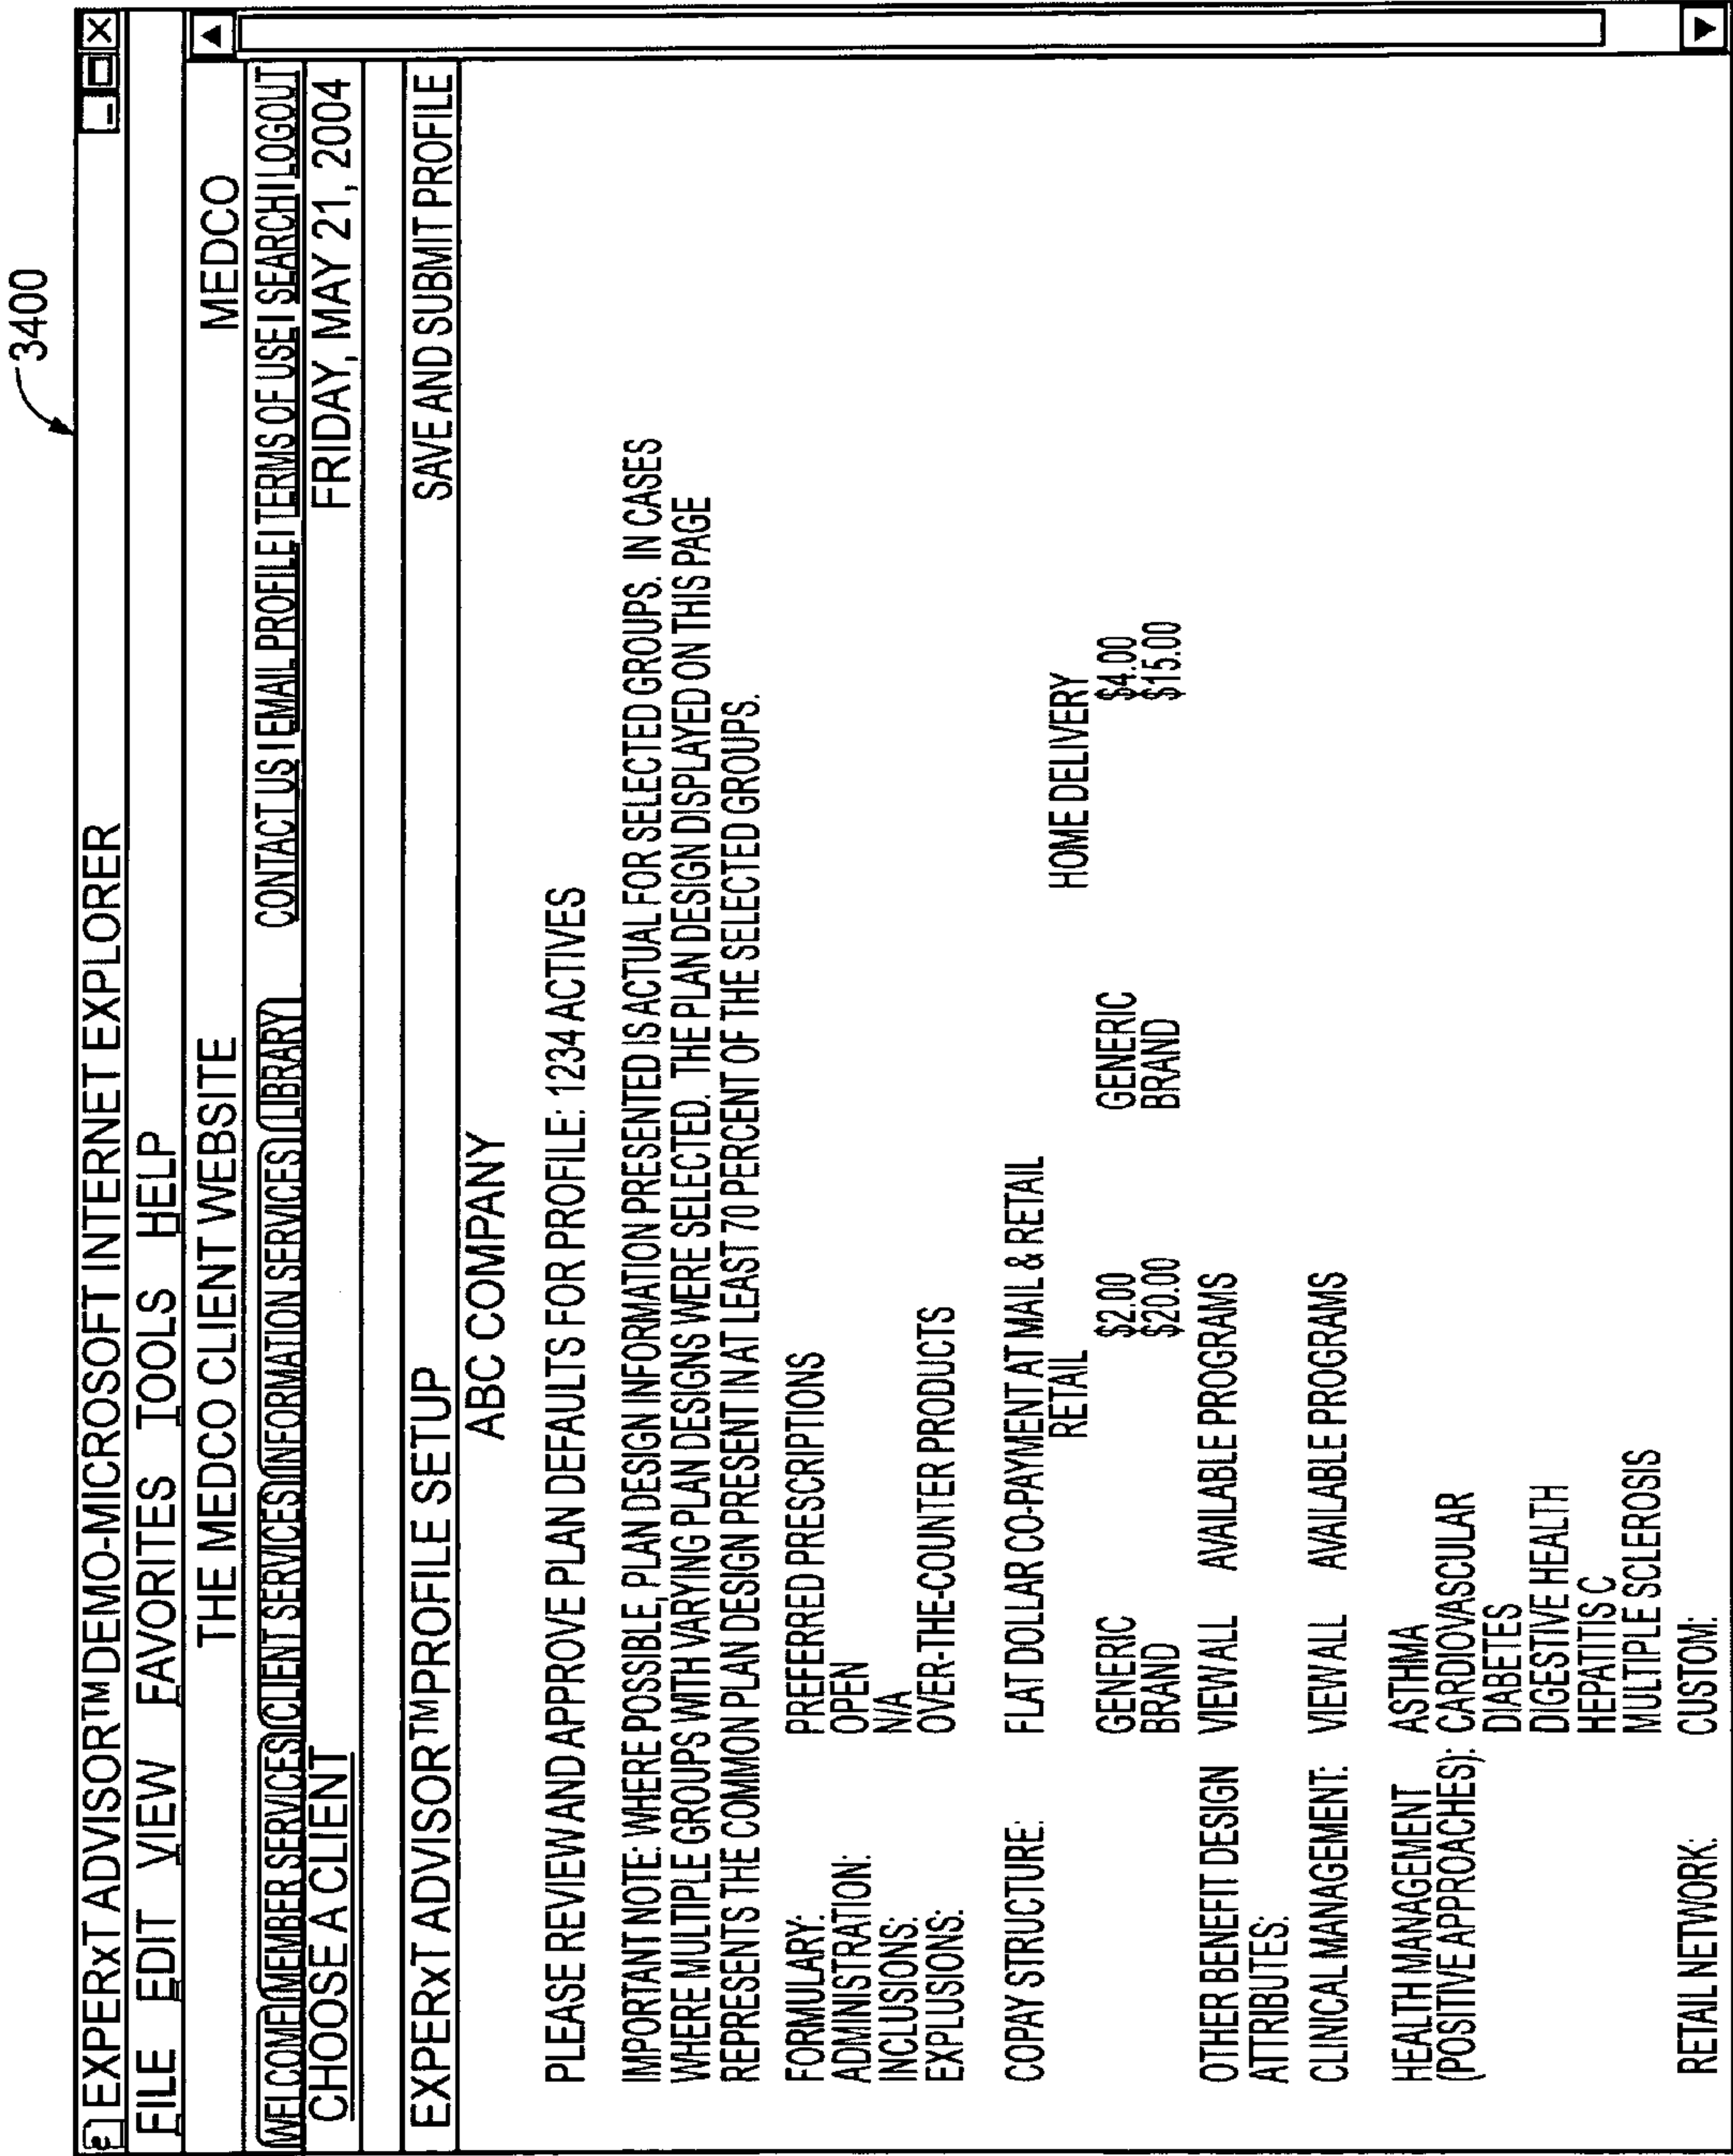 3400
EXPERxT ADVISOR™DEMO-MICROSOFT INTERNET EXPLORER
FILE EDIT VIEW FAVORITES TOOLS HELP
THE MEDCO CLIENT WEBSITE MEDCO
WELCOME MEMBER SERVICES CLIENT SERVICES INFORMATION SERVICES LIBRARY CONTACT US | EMAIL PROFILE | TERMS OF USE | SEARCH | LOGOUT
CHOOSE A CLIENT FRIDAY, MAY 21, 2004
EXPERxT ADVISOR™PROFILE SETUP SAVE AND SUBMIT PROFILE
ABC COMPANY
PLEASE REVIEW AND APPROVE PLAN DEFAULTS FOR PROFILE: 1234 ACTIVES
IMPORTANT NOTE: WHERE POSSIBLE, PLAN DESIGN INFORMATION PRESENTED IS ACTUAL FOR SELECTED GROUPS. IN CASES
WHERE MULTIPLE GROUPS WITH VARYING PLAN DESIGNS WERE SELECTED. THE PLAN DESIGN DISPLAYED ON THIS PAGE
REPRESENTS THE COMMON PLAN DESIGN PRESENT IN AT LEAST 70 PERCENT OF THE SELECTED GROUPS.
FORMULARY: PREFERRED PRESCRIPTIONS
ADMINISTRATION: OPEN
INCLUSIONS: N/A
EXPLUSIONS: OVER-THE-COUNTER PRODUCTS
COPAY STRUCTURE: FLAT DOLLAR CO-PAYMENT AT MAIL & RETAIL
RETAIL HOME DELIVERY
GENERIC $2.00 GENERIC $4.00
BRAND $20.00 BRAND $15.00
OTHER BENEFIT DESIGN VIEW ALL AVAILABLE PROGRAMS
ATTRIBUTES:
CLINICAL MANAGEMENT: VIEW ALL AVAILABLE PROGRAMS
HEALTH MANAGEMENT ASTHMA
(POSITIVE APPROACHES): CARDIOVASCULAR
DIABETES
DIGESTIVE HEALTH
HEPATITIS C
MULTIPLE SCLEROSIS
RETAIL NETWORK: CUSTOM: